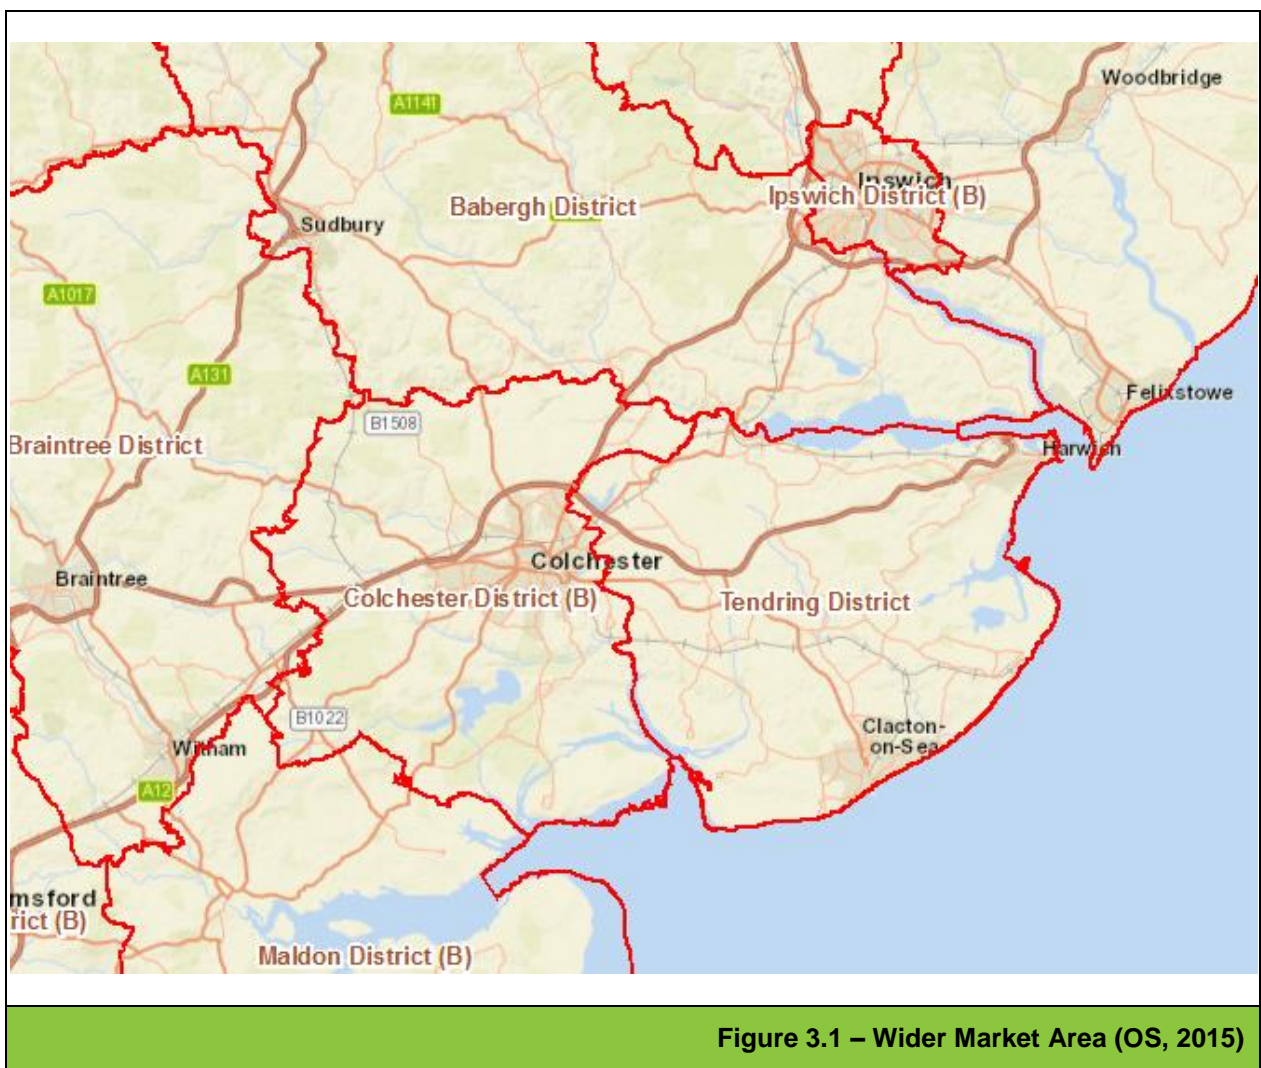 Woodbridge
A1141
Ipswich
Ipswich District (B)
Babergh District
Sudbury
A1017
A131
Felixstowe
B1508
Braintree District
Harwich
Colchester
Braintree
Colchester District (B)
Tendring District
B1022
Clacton-
on-Sea
Witham
A12
msford
rict (B)
Maldon District (B)
Figure 3.1 – Wider Market Area (OS, 2015)